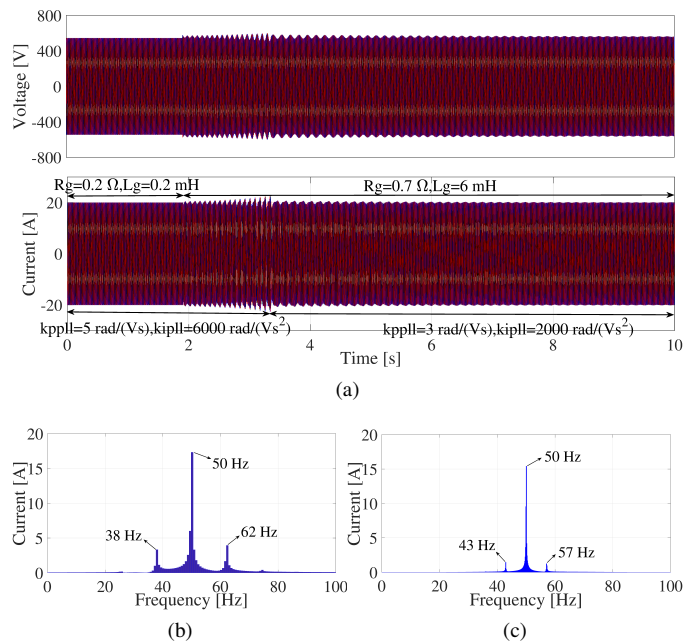 800
400
0
-400
-800
Voltage [V]
Rg=0.2 Ω,Lg=0.2 mH
Rg=0.7 Ω,Lg=6 mH
20
0
-20
Current [A]
kppll=5 rad/(Vs),kipll=6000 rad/(Vs²)
kppll=3 rad/(Vs),kipll=2000 rad/(Vs²)
0 2 4 6 8 10
Time [s]
(a)
20
15
10
5
0
Current [A]
50 Hz
38 Hz
62 Hz
0 20 40 60 80 100
Frequency [Hz]
(b)
20
15
10
5
0
Current [A]
50 Hz
43 Hz
57 Hz
0 20 40 60 80 100
Frequency [Hz]
(c)